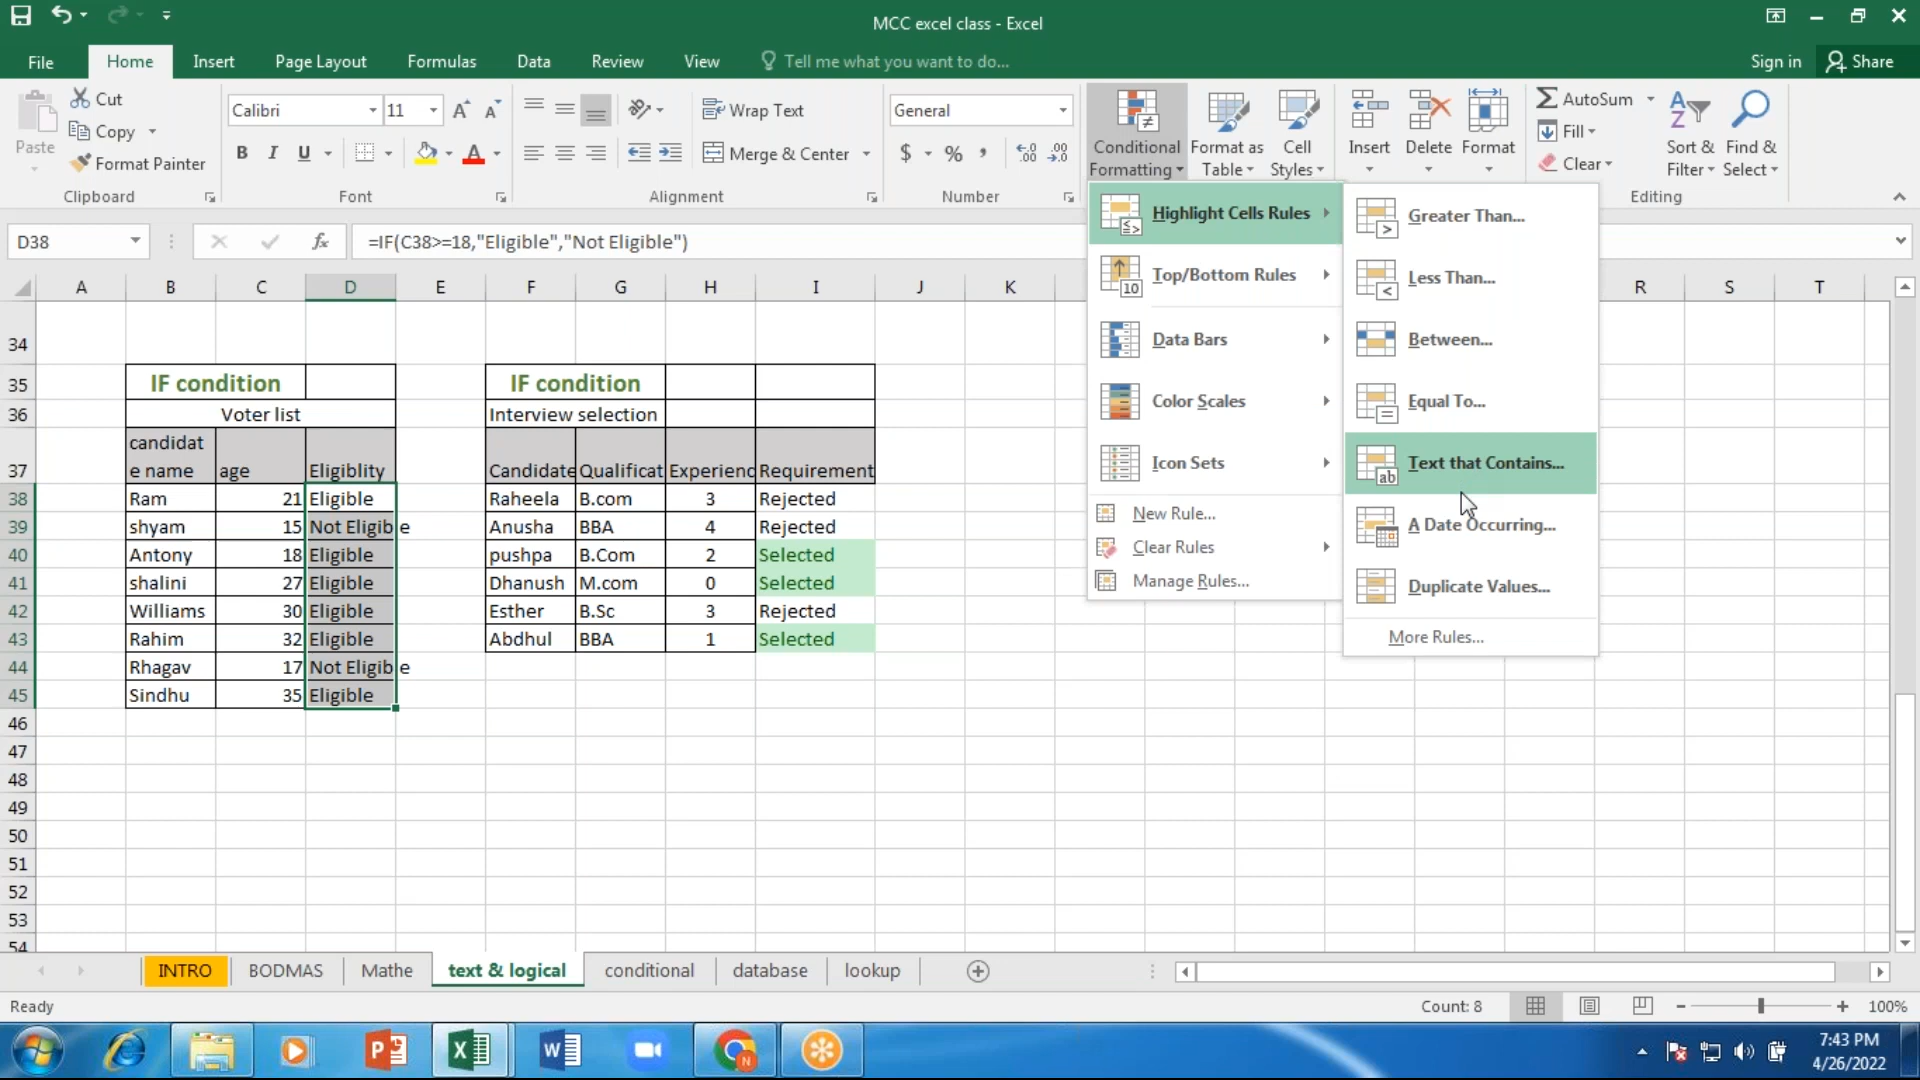 MCC excel class - Excel
File Home Insert Page Layout Formulas Data Review View Tell me what you want to do... Sign in Share
Paste Cut Copy Format Painter Clipboard
Calibri 11 B I U A Font
Wrap Text Merge & Center Alignment
General $ % , Number
Conditional Formatting Format as Table Cell Styles
Insert Delete Format
AutoSum Fill Clear Sort & Filter Find & Select Editing
Highlight Cells Rules
Top/Bottom Rules
Data Bars
Color Scales
Icon Sets
New Rule...
Clear Rules
Manage Rules...
Greater Than...
Less Than...
Between...
Equal To...
Text that Contains...
A Date Occurring...
Duplicate Values...
More Rules...
D38 fx =IF(C38>=18,"Eligible","Not Eligible")
A B C D E F G H I J K R S T
34
35 IF condition IF condition
36 Voter list Interview selection
37 candidat e name age Eligiblity Candidate Qualificat Experienc Requirement
38 Ram 21 Eligible Raheela B.com 3 Rejected
39 shyam 15 Not Eligible Anusha BBA 4 Rejected
40 Antony 18 Eligible pushpa B.Com 2 Selected
41 shalini 27 Eligible Dhanush M.com 0 Selected
42 Williams 30 Eligible Esther B.Sc 3 Rejected
43 Rahim 32 Eligible Abdhul BBA 1 Selected
44 Rhagav 17 Not Eligible
45 Sindhu 35 Eligible
46
47
48
49
50
51
52
53
54
INTRO BODMAS Mathe text & logical conditional database lookup
Ready Count: 8 100%
7:43 PM
4/26/2022